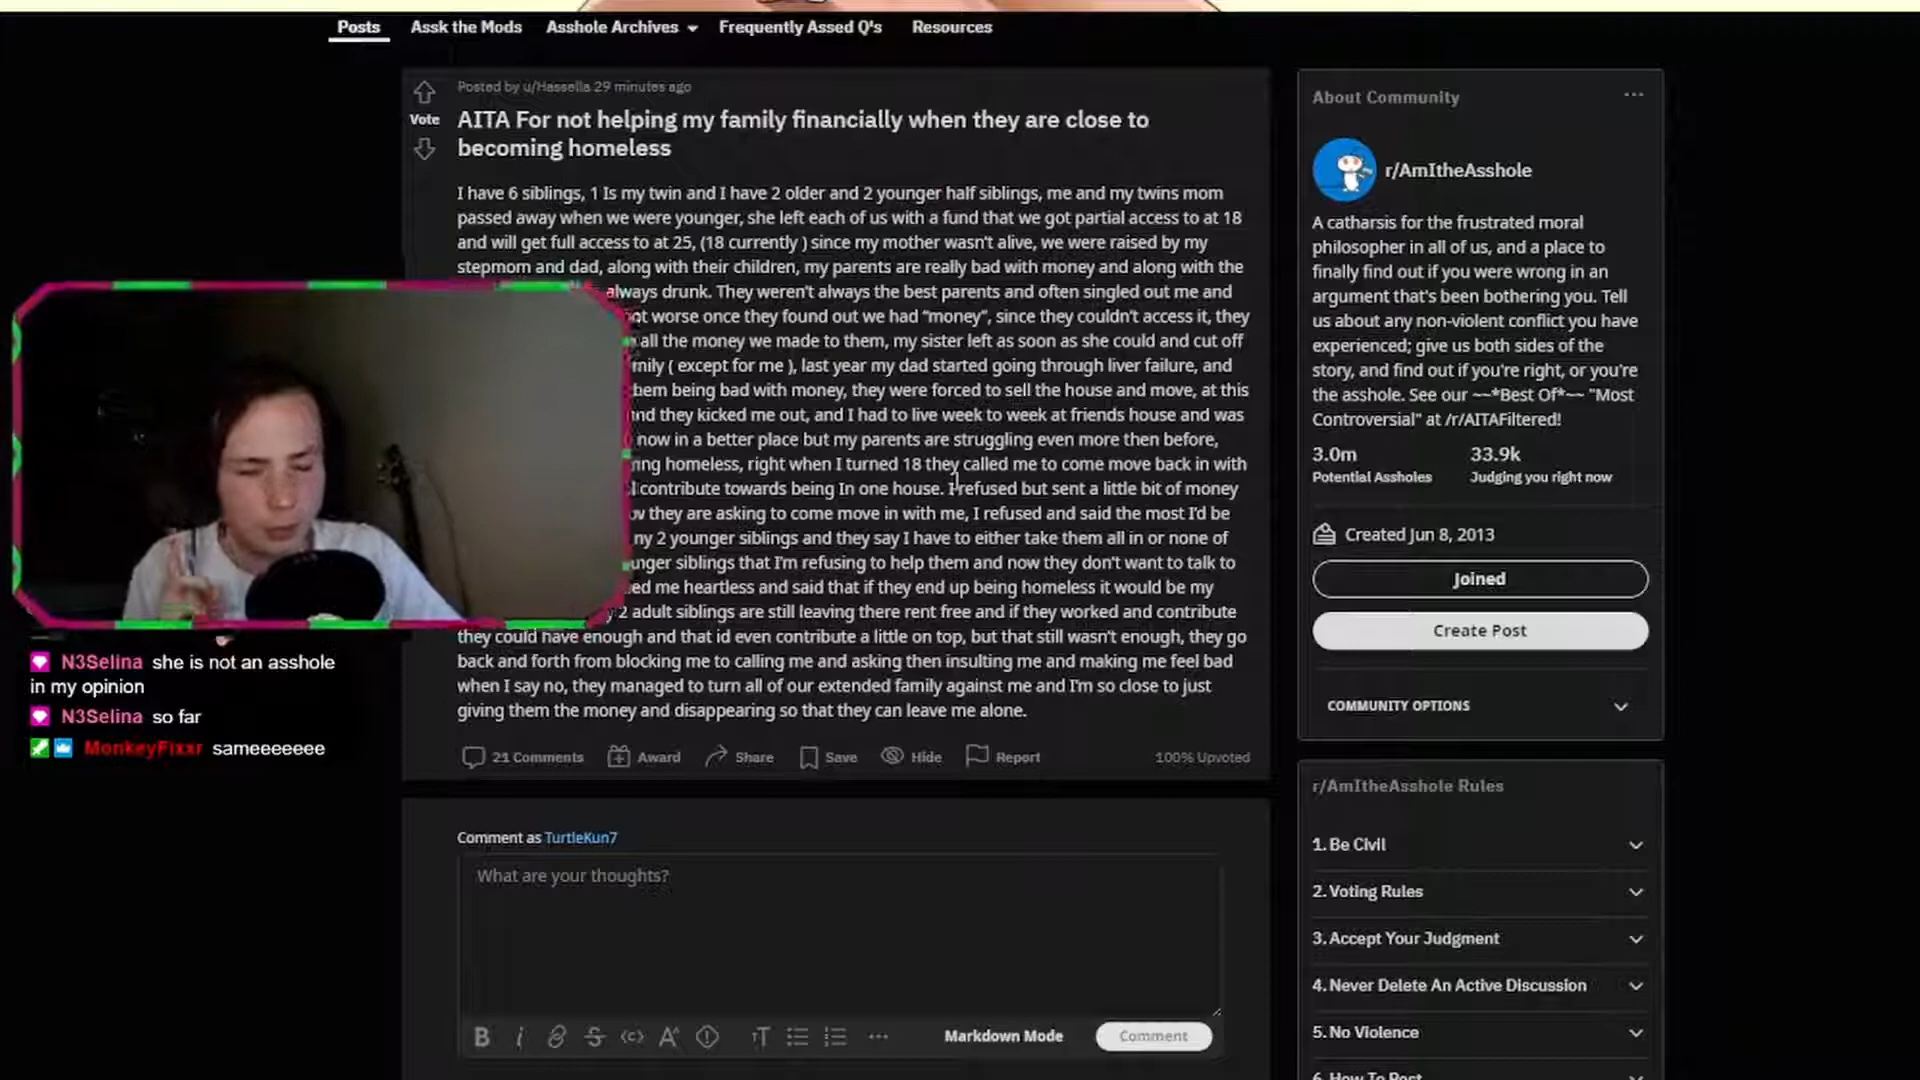 Posts
Assk the Mods
Asshole Archives
Frequently Assed Q's
Resources
Posted by u/Hassella 29 minutes ago
Vote
AITA For not helping my family financially when they are close to
becoming homeless
I have 6 siblings, 1 Is my twin and I have 2 older and 2 younger half siblings, me and my twins mom
passed away when we were younger, she left each of us with a fund that we got partial access to at 18
and will get full access to at 25, (18 currently ) since my mother wasn't alive, we were raised by my
stepmom and dad, along with their children, my parents are really bad with money and along with the
always drunk. They weren't always the best parents and often singled out me and
worse once they found out we had “money”, since they couldn't access it, they
all the money we made to them, my sister left as soon as she could and cut off
( except for me ), last year my dad started going through liver failure, and
being bad with money, they were forced to sell the house and move, at this
they kicked me out, and I had to live week to week at friends house and was
now in a better place but my parents are struggling even more then before,
homeless, right when I turned 18 they called me to come move back in with
contribute towards being In one house. I refused but sent a little bit of money
they are asking to come move in with me, I refused and said the most I'd be
2 younger siblings and they say I have to either take them all in or none of
siblings that I'm refusing to help them and now they don't want to talk to
me heartless and said that if they end up being homeless it would be my
2 adult siblings are still leaving there rent free and if they worked and contribute
they could have enough and that id even contribute a little on top, but that still wasn't enough, they go
back and forth from blocking me to calling me and asking then insulting me and making me feel bad
when I say no, they managed to turn all of our extended family against me and I'm so close to just
giving them the money and disappearing so that they can leave me alone.
21 Comments
Award
Share
Save
Hide
Report
100% Upvoted
Comment as TurtleKun7
What are your thoughts?
Markdown Mode
Comment
N3Selina she is not an asshole
in my opinion
N3Selina so far
MonkeyFixxr sameeeeeee
About Community
r/AmItheAsshole
A catharsis for the frustrated moral
philosopher in all of us, and a place to
finally find out if you were wrong in an
argument that's been bothering you. Tell
us about any non-violent conflict you have
experienced; give us both sides of the
story, and find out if you're right, or you're
the asshole. See our ~~*Best Of*~~ "Most
Controversial" at /r/AITAFiltered!
3.0m
Potential Assholes
33.9k
Judging you right now
Created Jun 8, 2013
Joined
Create Post
COMMUNITY OPTIONS
r/AmItheAsshole Rules
1. Be Civil
2. Voting Rules
3. Accept Your Judgment
4. Never Delete An Active Discussion
5. No Violence
6. How To Post